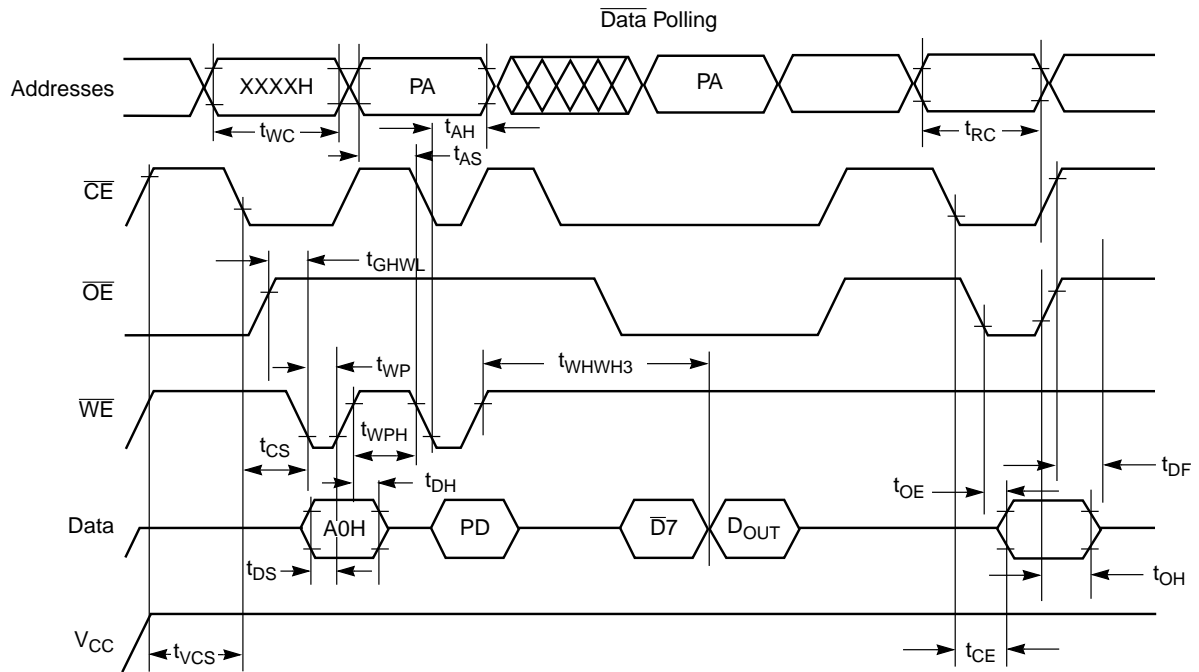 Data Polling
Addresses
XXXXH
PA
PA
tWC
tAH
tAS
tRC
CE
tGHWL
OE
tWP
tWHWH3
WE
tCS
tWPH
tDH
tOE
tDF
Data
A0H
PD
D7
DOUT
tDS
tOH
VCC
tVCS
tCE